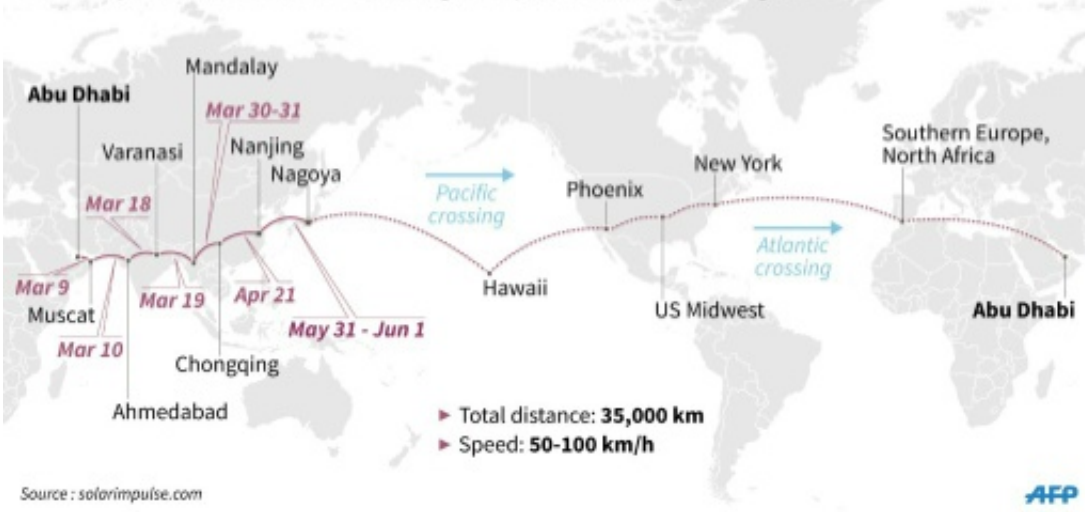 Mandalay
Abu Dhabi
Mar 30-31
Varanasi
Nanjing
Nagoya
Southern Europe,
North Africa
New York
Phoenix
Pacific
crossing
Mar 18
Atlantic
crossing
Mar 9
Mar 19
Apr 21
Hawaii
Muscat
US Midwest
Abu Dhabi
May 31 - Jun 1
Mar 10
Chongqing
Ahmedabad
Total distance: 35,000 km
Speed: 50-100 km/h
Source : solarimpulse.com
AFP